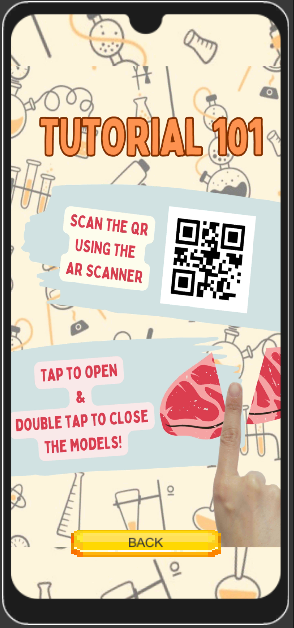 TUTORIAL 101
SCAN THE QR
USING THE
AR SCANNER
TAP TO OPEN
&
DOUBLE TAP TO CLOSE
THE MODELS!
BACK